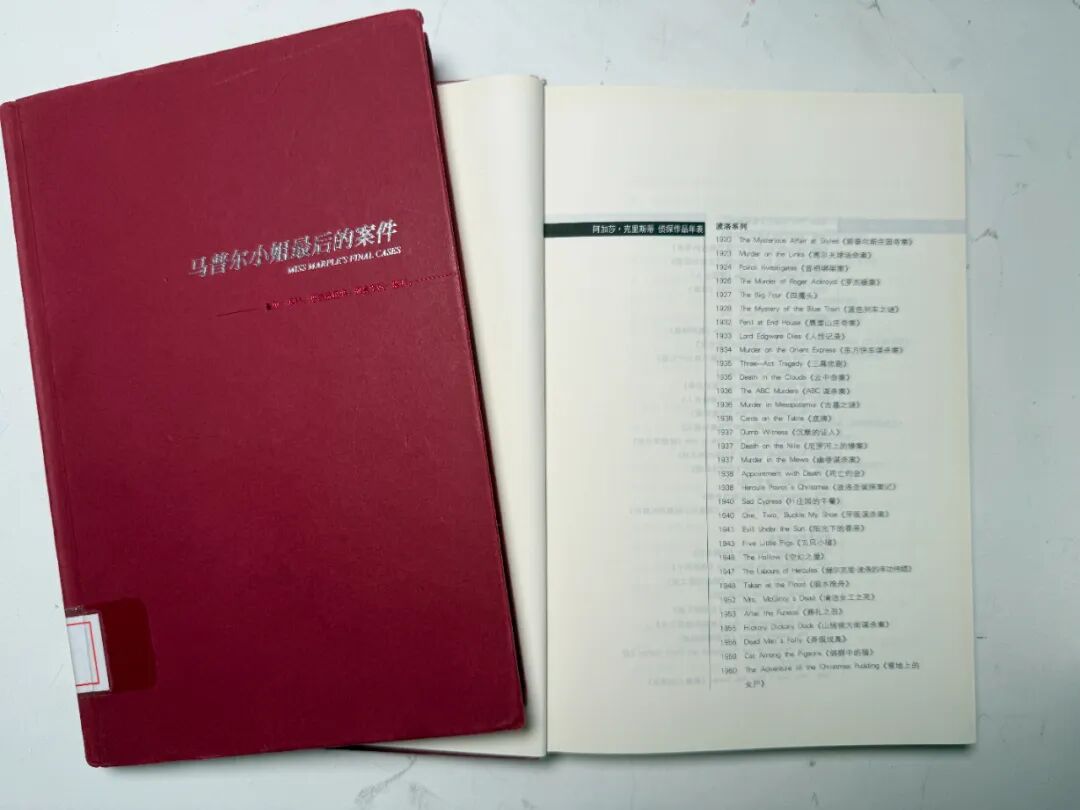 马普尔小姐最后的案件
MISS MARPLE'S FINAL CASES
阿加莎·克里斯蒂 侦探作品年表
波洛系列
1920 The Mysterious Affair at Styles《斯泰尔斯庄园奇案》
1923 Murder on the Links《高尔夫球场命案》
1924 Poirot Investigates《首相绑架案》
1926 The Murder of Roger Ackroyd《罗杰疑案》
1927 The Big Four《四魔头》
1928 The Mystery of the Blue Train《蓝色列车之谜》
1932 Peril at End House《悬崖山庄奇案》
1933 Lord Edgware Dies《人性记录》
1934 Murder on the Orient Express《东方快车谋杀案》
1935 Three-Act Tragedy《三幕悲剧》
1935 Death in the Clouds《云中命案》
1936 The ABC Murders《ABC谋杀案》
1936 Murder in Mesopotamia《古墓之谜》
1936 Cards on the Table《底牌》
1937 Dumb Witness《沉默的证人》
1937 Death on the Nile《尼罗河上的惨案》
1937 Murder in the Mews《幽巷谋杀案》
1938 Appointment with Death《死亡约会》
1938 Hercule Poirot's Christmas《波洛圣诞探案记》
1940 Sad Cypress《H庄园的午餐》
1940 One, Two, Buckle My Shoe《牙医谋杀案》
1941 Evil Under the Sun《阳光下的罪恶》
1943 Five Little Pigs《五只小猪》
1946 The Hollow《空幻之屋》
1947 The Labours of Hercules《赫尔克里·波洛的丰功伟绩》
1948 Taken at the Flood《顺水推舟》
1952 Mrs. McGinty's Dead《清洁女工之死》
1953 After the Funeral《葬礼之后》
1955 Hickory Dickory Dock《山核桃大街谋杀案》
1956 Dead Man's Folly《弄假成真》
1959 Cat Among the Pigeons《鸽群中的猫》
1960 The Adventure of the Christmas Pudding《雪地上的
女尸》